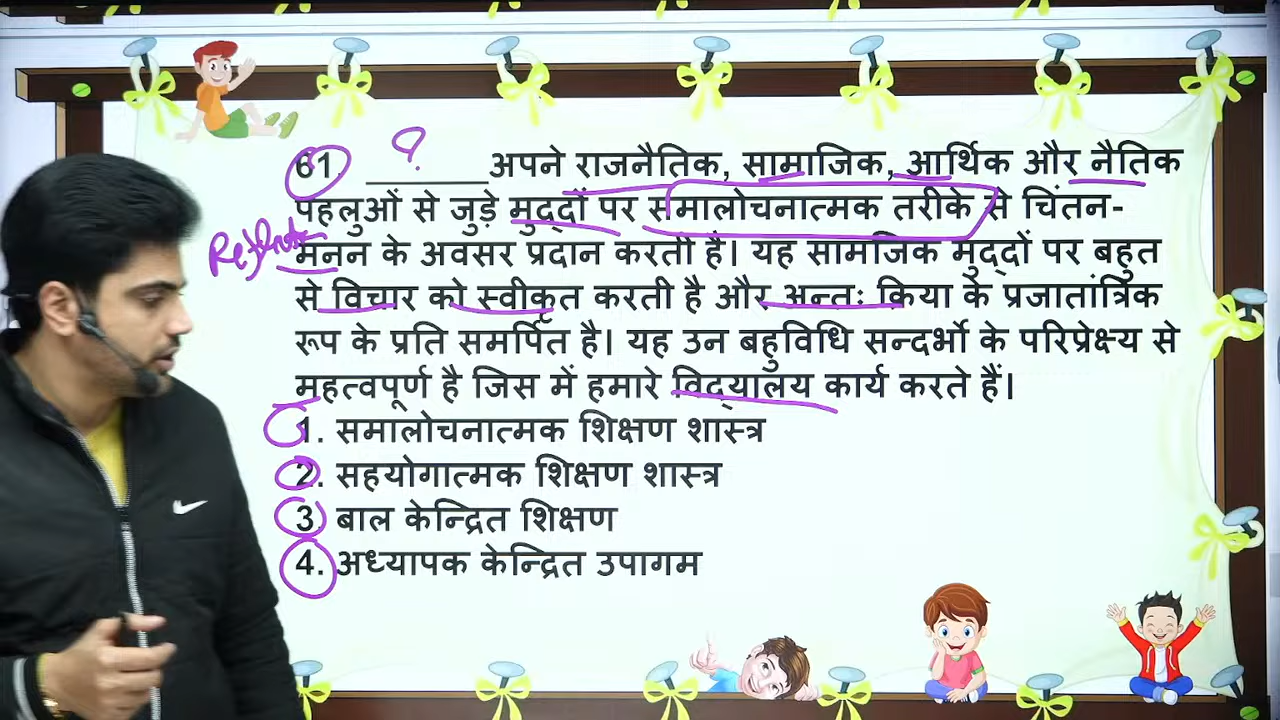 61. ________ अपने राजनैतिक, सामाजिक, आर्थिक और नैतिक
पहलुओं से जुड़े मुद्दों पर समालोचनात्मक तरीके से चिंतन-
मनन के अवसर प्रदान करती है। यह सामजिक मुद्दों पर बहुत
से विचार को स्वीकृत करती है और अन्तः किया के प्रजातांत्रिक
रूप के प्रति समर्पित है। यह उन बहुविधि सन्दर्भो के परिप्रेक्ष्य से
महत्वपूर्ण है जिस में हमारे विद्यालय कार्य करते हैं।
1. समालोचनात्मक शिक्षण शास्त्र
2. सहयोगात्मक शिक्षण शास्त्र
3. बाल केन्द्रित शिक्षण
4. अध्यापक केन्द्रित उपागम